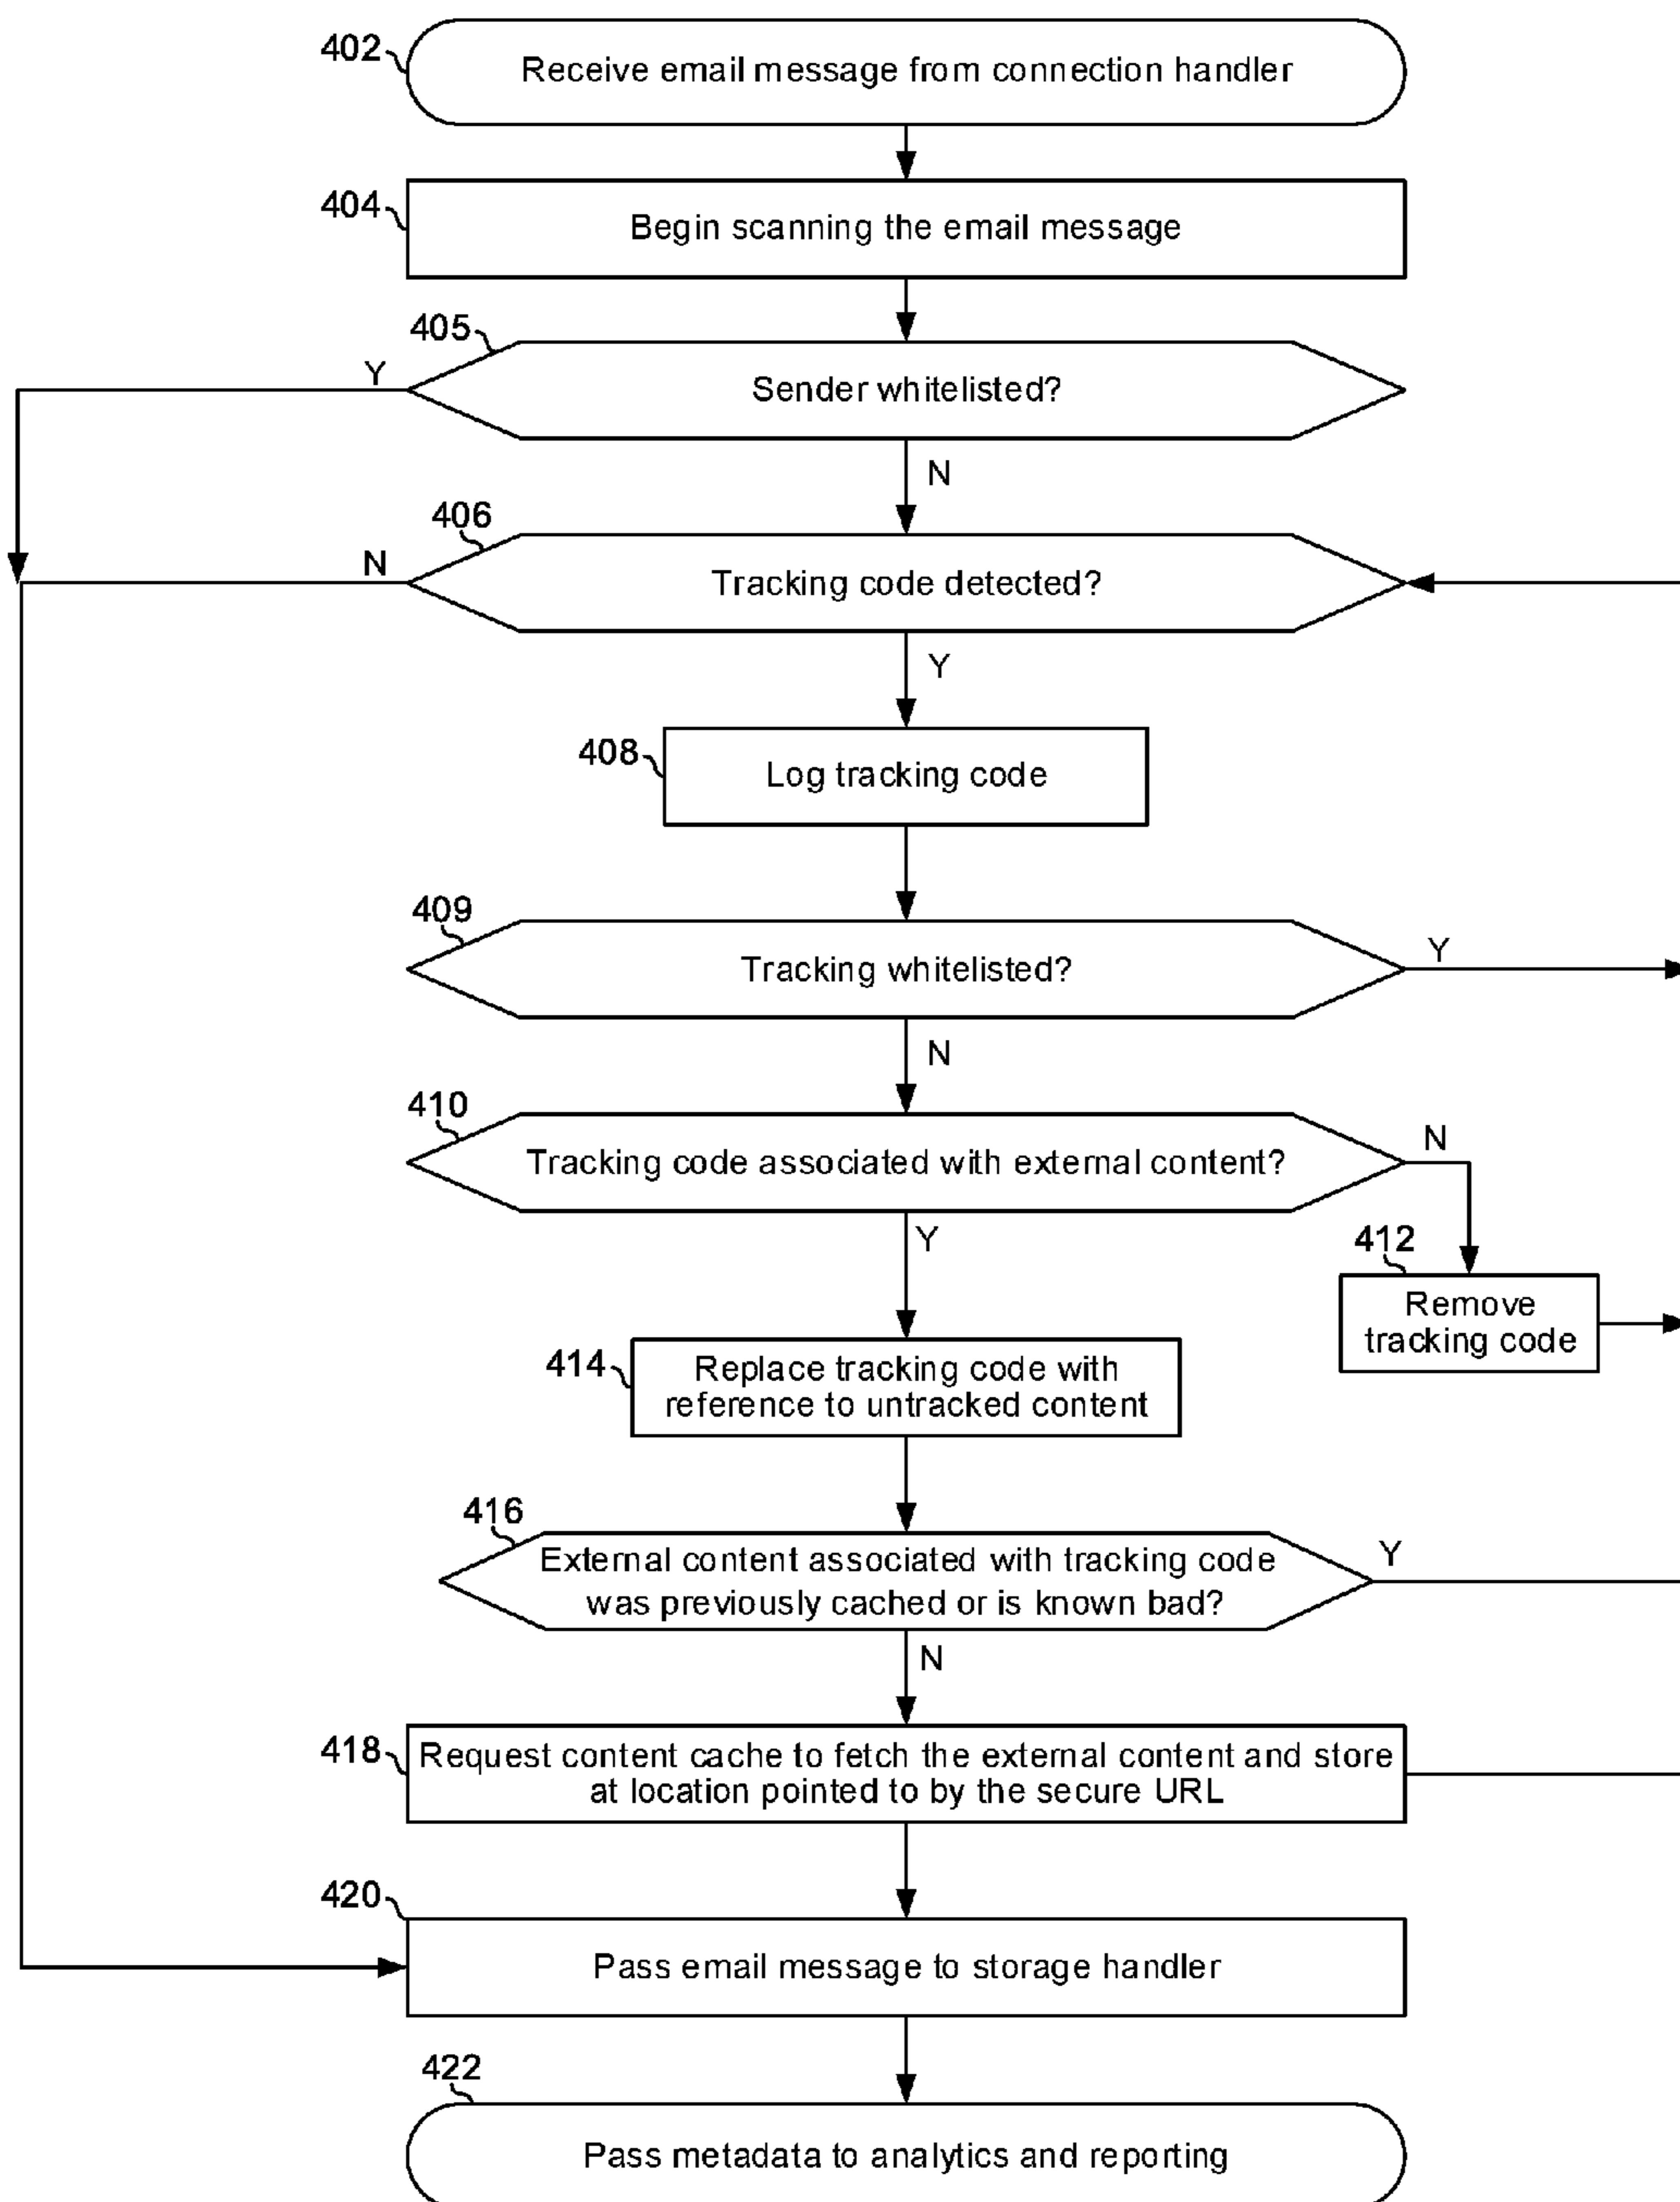 402
Receive email message from connection handler
404
Begin scanning the email message
405
Y
Sender whitelisted?
N
406
N
Tracking code detected?
Y
408
Log tracking code
409
Tracking whitelisted?
Y
N
410
Tracking code associated with external content?
N
Y
412
Remove
tracking code
414
Replace tracking code with
reference to untracked content
416
External content associated with tracking code
was previously cached or is known bad?
Y
N
418
Request content cache to fetch the external content and store
at location pointed to by the secure URL
420
Pass email message to storage handler
422
Pass metadata to analytics and reporting